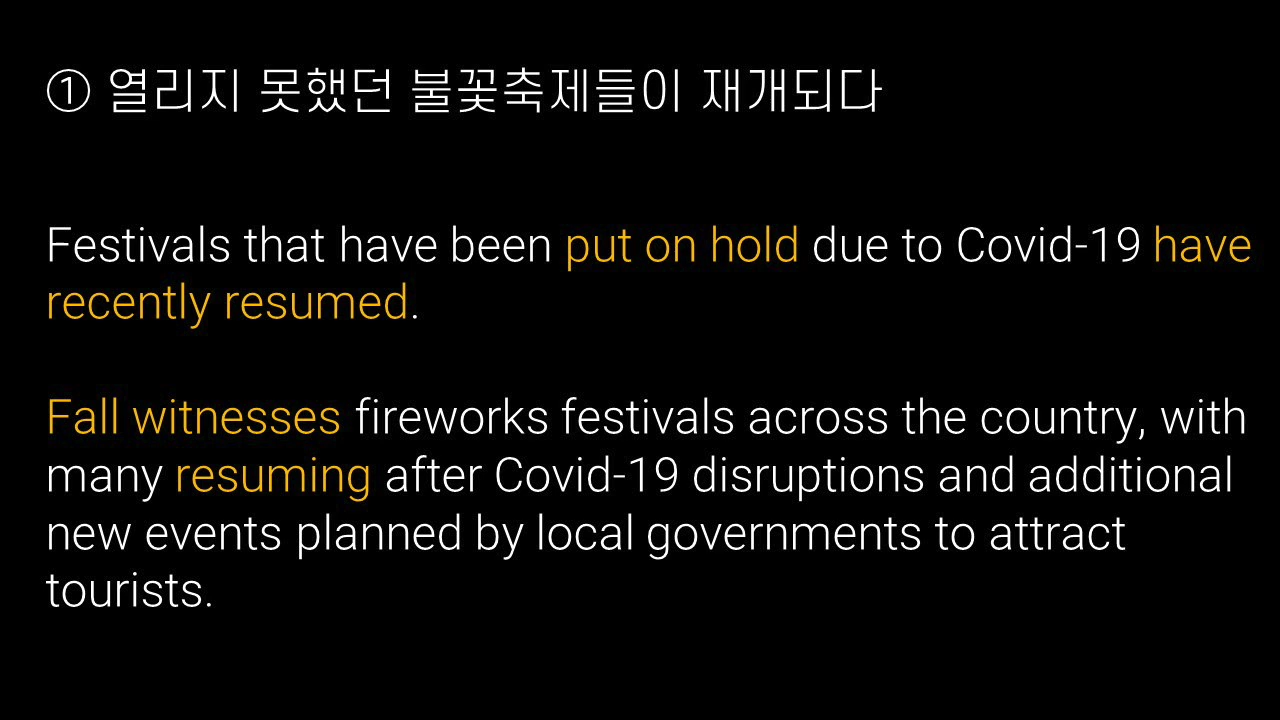 ① 열리지 못했던 불꽃축제들이 재개되다
Festivals that have been put on hold due to Covid-19 have
recently resumed.
Fall witnesses fireworks festivals across the country, with
many resuming after Covid-19 disruptions and additional
new events planned by local governments to attract
tourists.